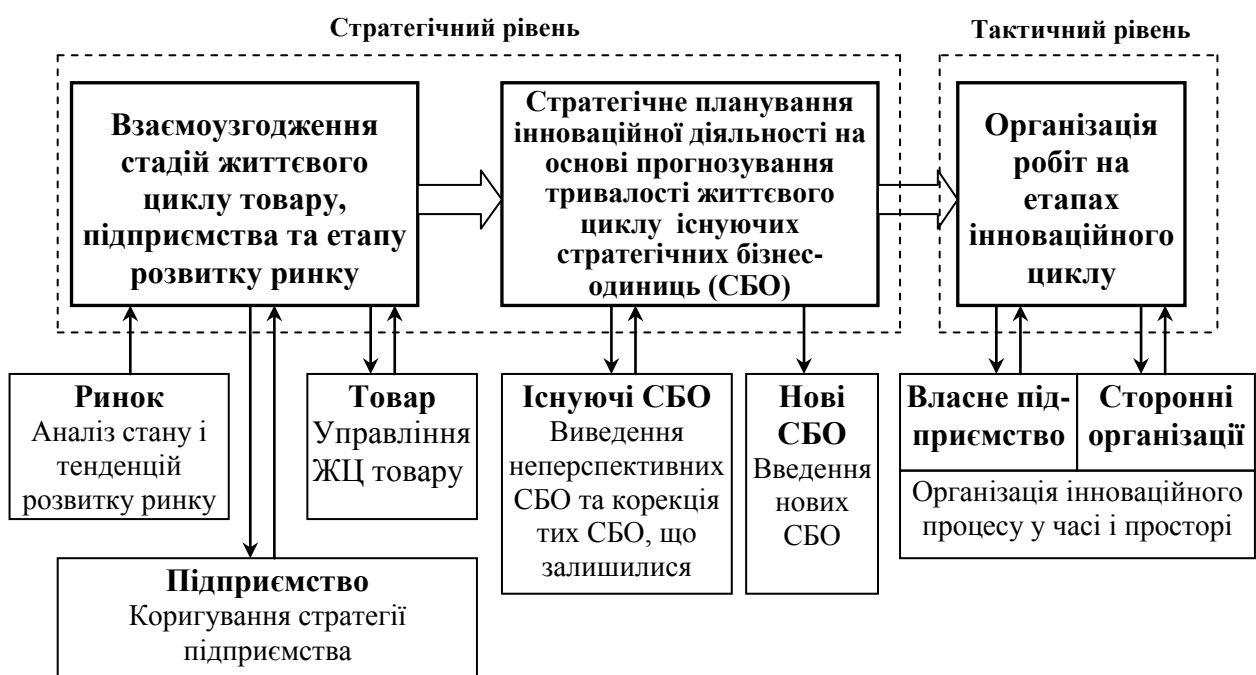 Стратегічний рівень
Тактичний рівень
Взаємоузгодження
стадій життєвого
циклу товару,
підприємства та етапу
розвитку ринку
Стратегічне планування
інноваційної діяльності на
основі прогнозування
тривалості життєвого
циклу існуючих
стратегічних бізнес-
одиниць (СБО)
Організація
робіт на
етапах
інноваційного
циклу
Ринок
Аналіз стану і
тенденцій
розвитку ринку
Товар
Управління
ЖЦ товару
Існуючі СБО
Виведення
неперспективних
СБО та корекція
тих СБО, що
залишилися
Нові
СБО
Введення
нових
СБО
Власне під-
приємство
Сторонні
організації
Організація інноваційного
процесу у часі і просторі
Підприємство
Коригування стратегії
підприємства